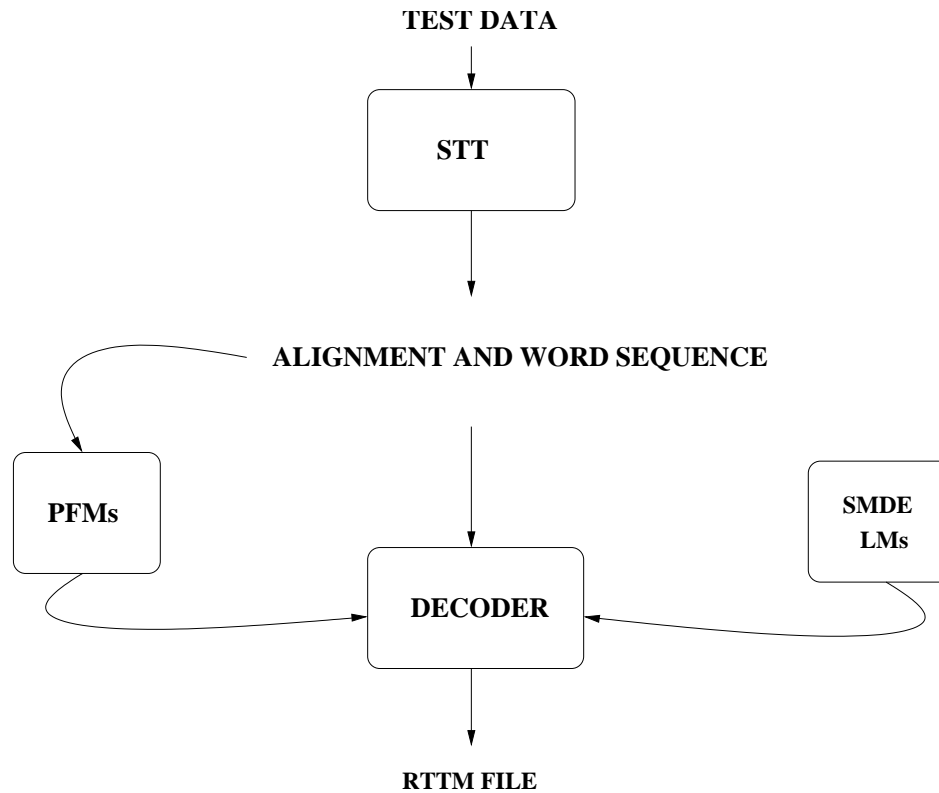 TEST DATA
STT
ALIGNMENT AND WORD SEQUENCE
PFMs
SMDE
LMs
DECODER
RTTM FILE